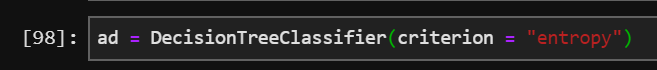 [98]: ad = DecisionTreeClassifier(criterion = "entropy")